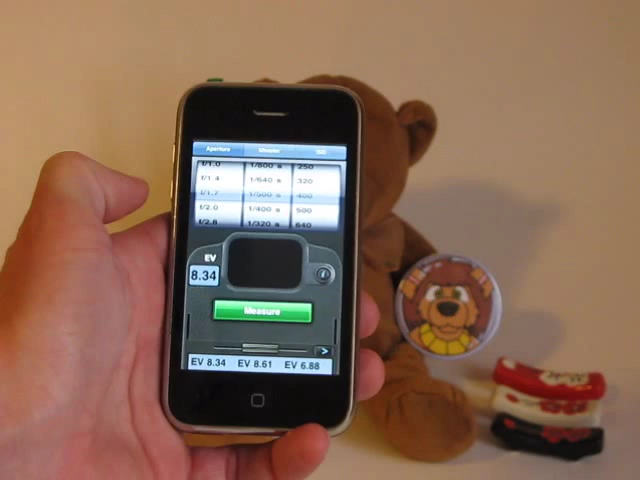 Aperture Shutter ISO
f/1.0 1/800 s 250
f/1.4 1/640 s 320
f/1.7 1/500 s 400
f/2.0 1/400 s 500
f/2.8 1/320 s 640
EV
8.34
Measure
>
EV 8.34 EV 8.61 EV 6.88